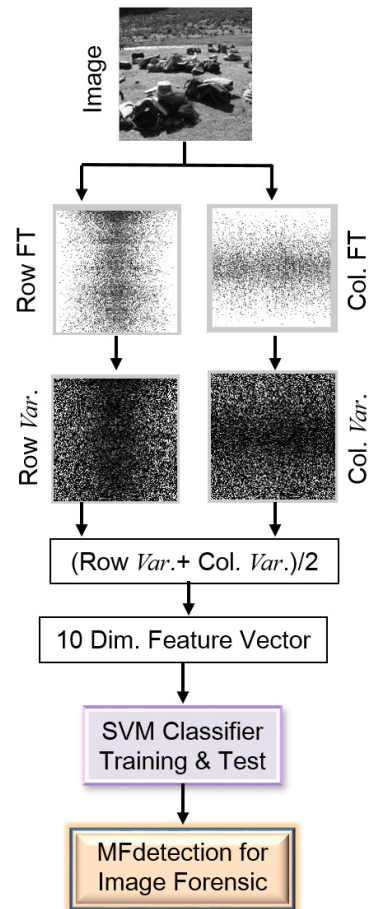 Image
Row FT
Col. FT
Row Var.
Col. Var.
(Row Var.+ Col. Var.)/2
10 Dim. Feature Vector
SVM Classifier
Training & Test
MFdetection for
Image Forensic